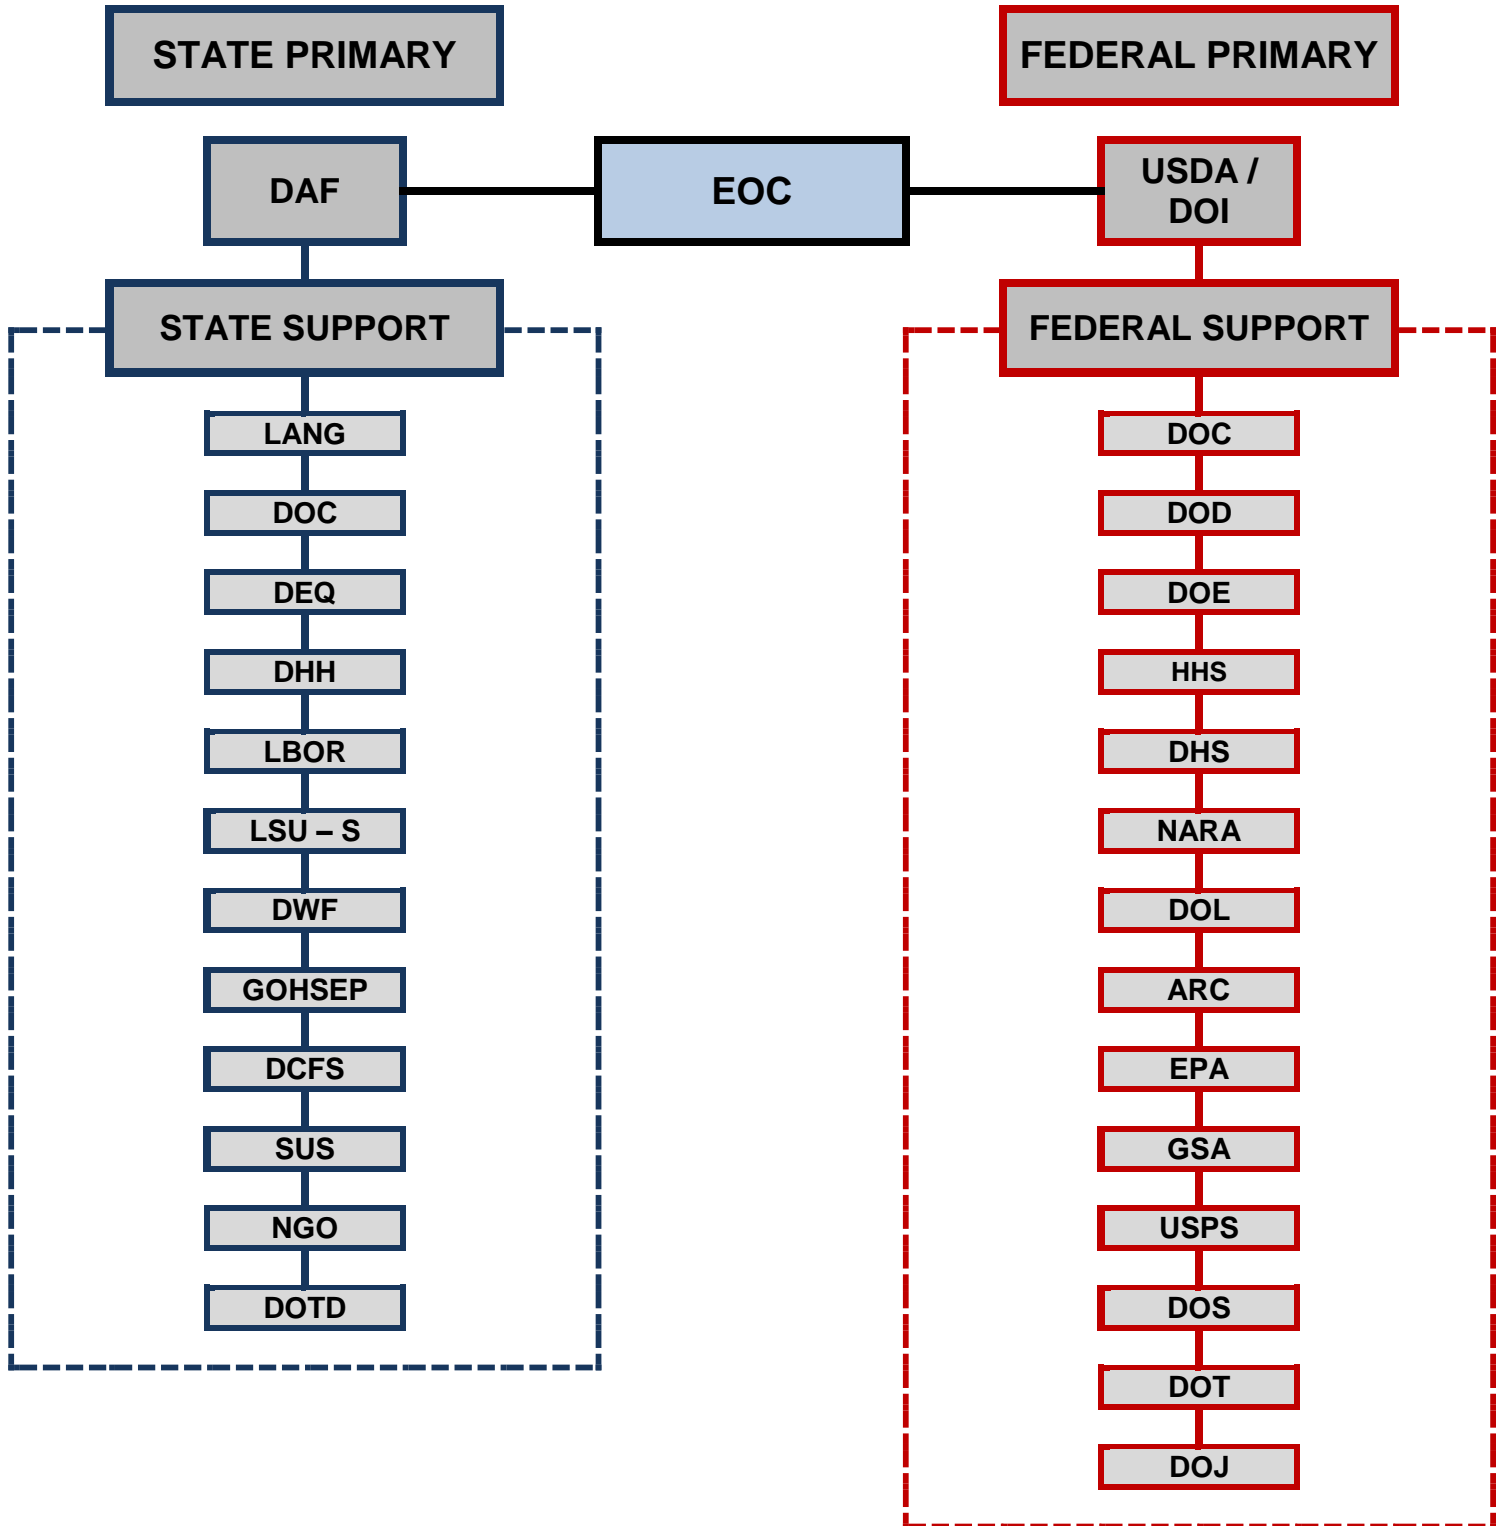 STATE PRIMARY
FEDERAL PRIMARY
DAF
EOC
USDA /
DOI
STATE SUPPORT
LANG
DOC
DEQ
DHH
LBOR
LSU – S
DWF
GOHSEP
DCFS
SUS
NGO
DOTD
FEDERAL SUPPORT
DOC
DOD
DOE
HHS
DHS
NARA
DOL
ARC
EPA
GSA
USPS
DOS
DOT
DOJ